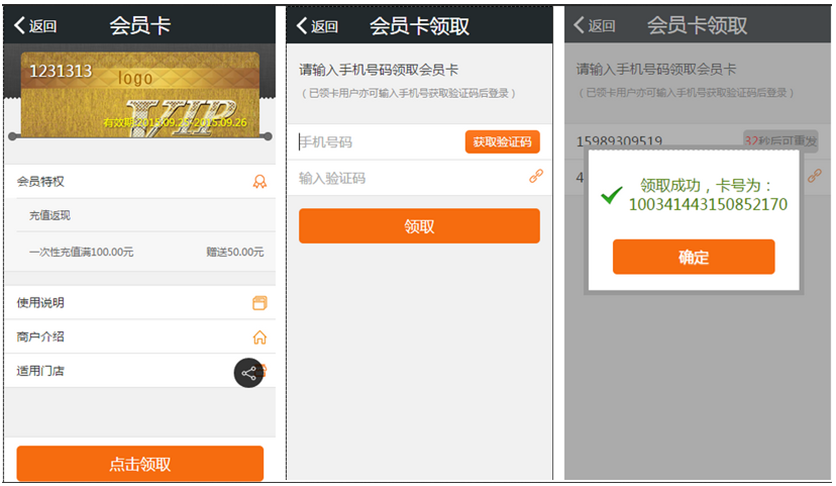 返回
会员卡
1231313
logo
VIP
有效期:2015.09.25-2015.09.26
会员特权
充值返现
一次性充值满100.00元 赠送50.00元
使用说明
商户介绍
适用门店
点击领取
返回
会员卡领取
请输入手机号码领取会员卡
（已领卡用户亦可输入手机号获取验证码后登录）
手机号码 获取验证码
输入验证码
领取
返回
会员卡领取
请输入手机号码领取会员卡
（已领卡用户亦可输入手机号获取验证码后登录）
15989309519 32秒后可重发
4
领取成功，卡号为：
100341443150852170
确定